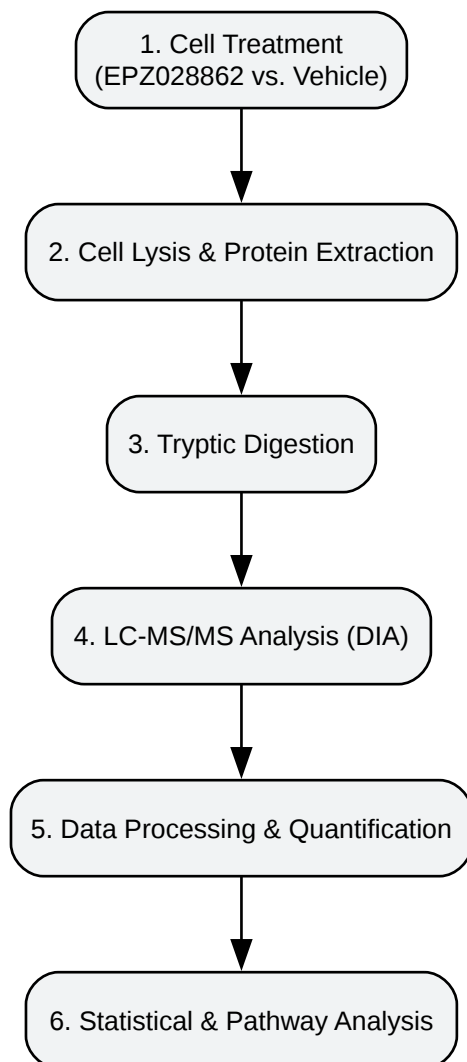 1. Cell Treatment
(EPZ028862 vs. Vehicle)
2. Cell Lysis & Protein Extraction
3. Tryptic Digestion
4. LC-MS/MS Analysis (DIA)
5. Data Processing & Quantification
6. Statistical & Pathway Analysis